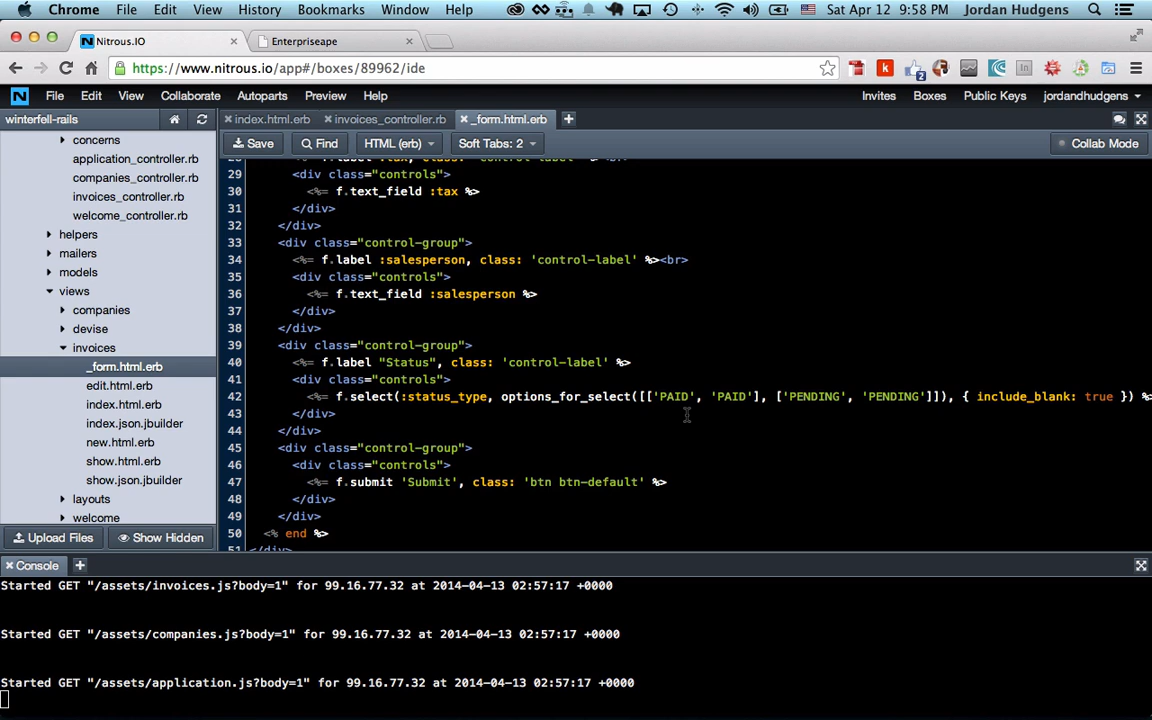 Chrome File Edit View History Bookmarks Window Help Sat Apr 12 9:58 PM Jordan Hudgens
Nitrous.IO × Enterpriseape ×
https://www.nitrous.io/app#/boxes/89962/ide
N File Edit View Collaborate Autoparts Preview Help Invites Boxes Public Keys jordandhudgens
winterfell-rails × index.html.erb × invoices_controller.rb × _form.html.erb +
Save Find HTML (erb) Soft Tabs: 2 Collab Mode
concerns
application_controller.rb
companies_controller.rb
invoices_controller.rb
welcome_controller.rb
helpers
mailers
models
views
companies
devise
invoices
_form.html.erb
edit.html.erb
index.html.erb
index.json.jbuilder
new.html.erb
show.html.erb
show.json.jbuilder
layouts
welcome
Upload Files Show Hidden
28 <%= f.label :tax, class: 'control-label' %><br>
29 <div class="controls">
30 <%= f.text_field :tax %>
31 </div>
32 </div>
33 <div class="control-group">
34 <%= f.label :salesperson, class: 'control-label' %><br>
35 <div class="controls">
36 <%= f.text_field :salesperson %>
37 </div>
38 </div>
39 <div class="control-group">
40 <%= f.label "Status", class: 'control-label' %>
41 <div class="controls">
42 <%= f.select(:status_type, options_for_select([['PAID', 'PAID'], ['PENDING', 'PENDING']]), { include_blank: true }) %>
43 </div>
44 </div>
45 <div class="control-group">
46 <div class="controls">
47 <%= f.submit 'Submit', class: 'btn btn-default' %>
48 </div>
49 </div>
50 <% end %>
51 </div>
× Console +
Started GET "/assets/invoices.js?body=1" for 99.16.77.32 at 2014-04-13 02:57:17 +0000
Started GET "/assets/companies.js?body=1" for 99.16.77.32 at 2014-04-13 02:57:17 +0000
Started GET "/assets/application.js?body=1" for 99.16.77.32 at 2014-04-13 02:57:17 +0000